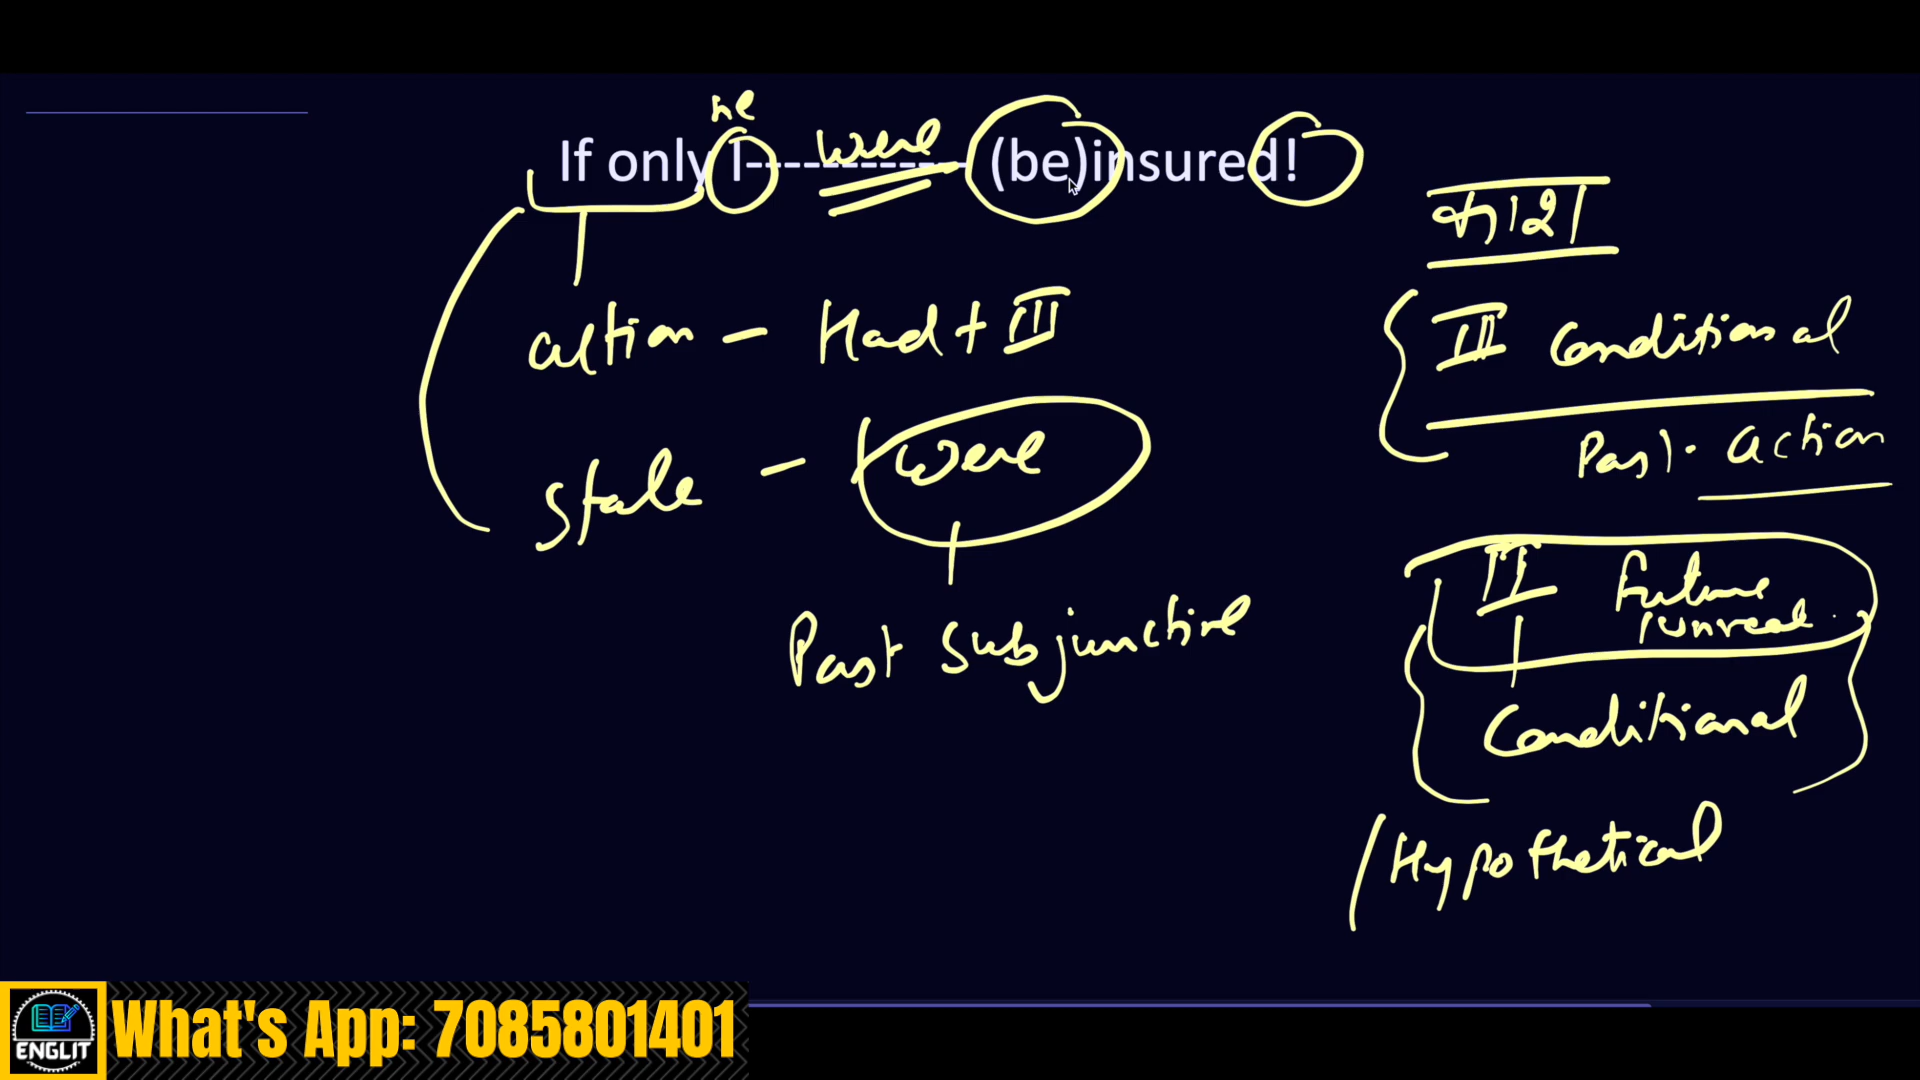 he
If only I------------ (be)insured!
were
काश
action - Had + III
III Conditional
Past. action
state - were
II Future
unreal.
Past Subjunctive
Conditional
Hypothetical
ENGLIT
What's App: 7085801401